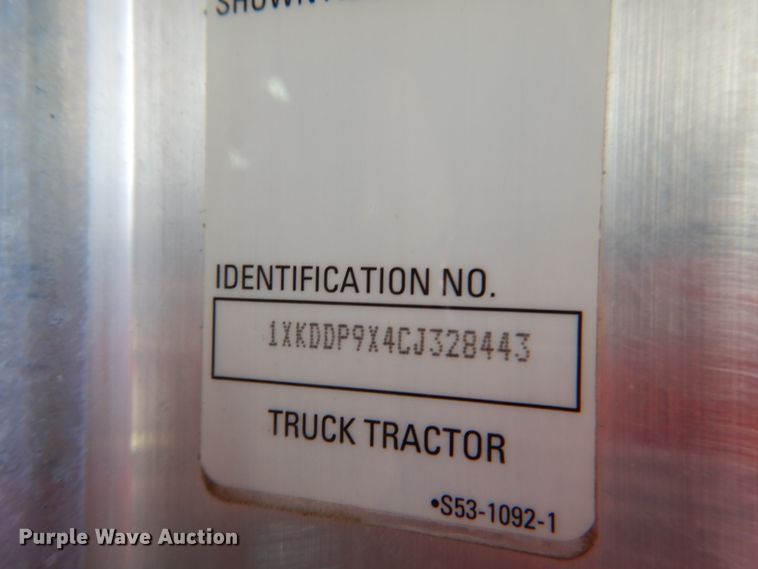 IDENTIFICATION NO.
1XKDDP9X4CJ328443
TRUCK TRACTOR
•S53-1092-1
Purple Wave Auction